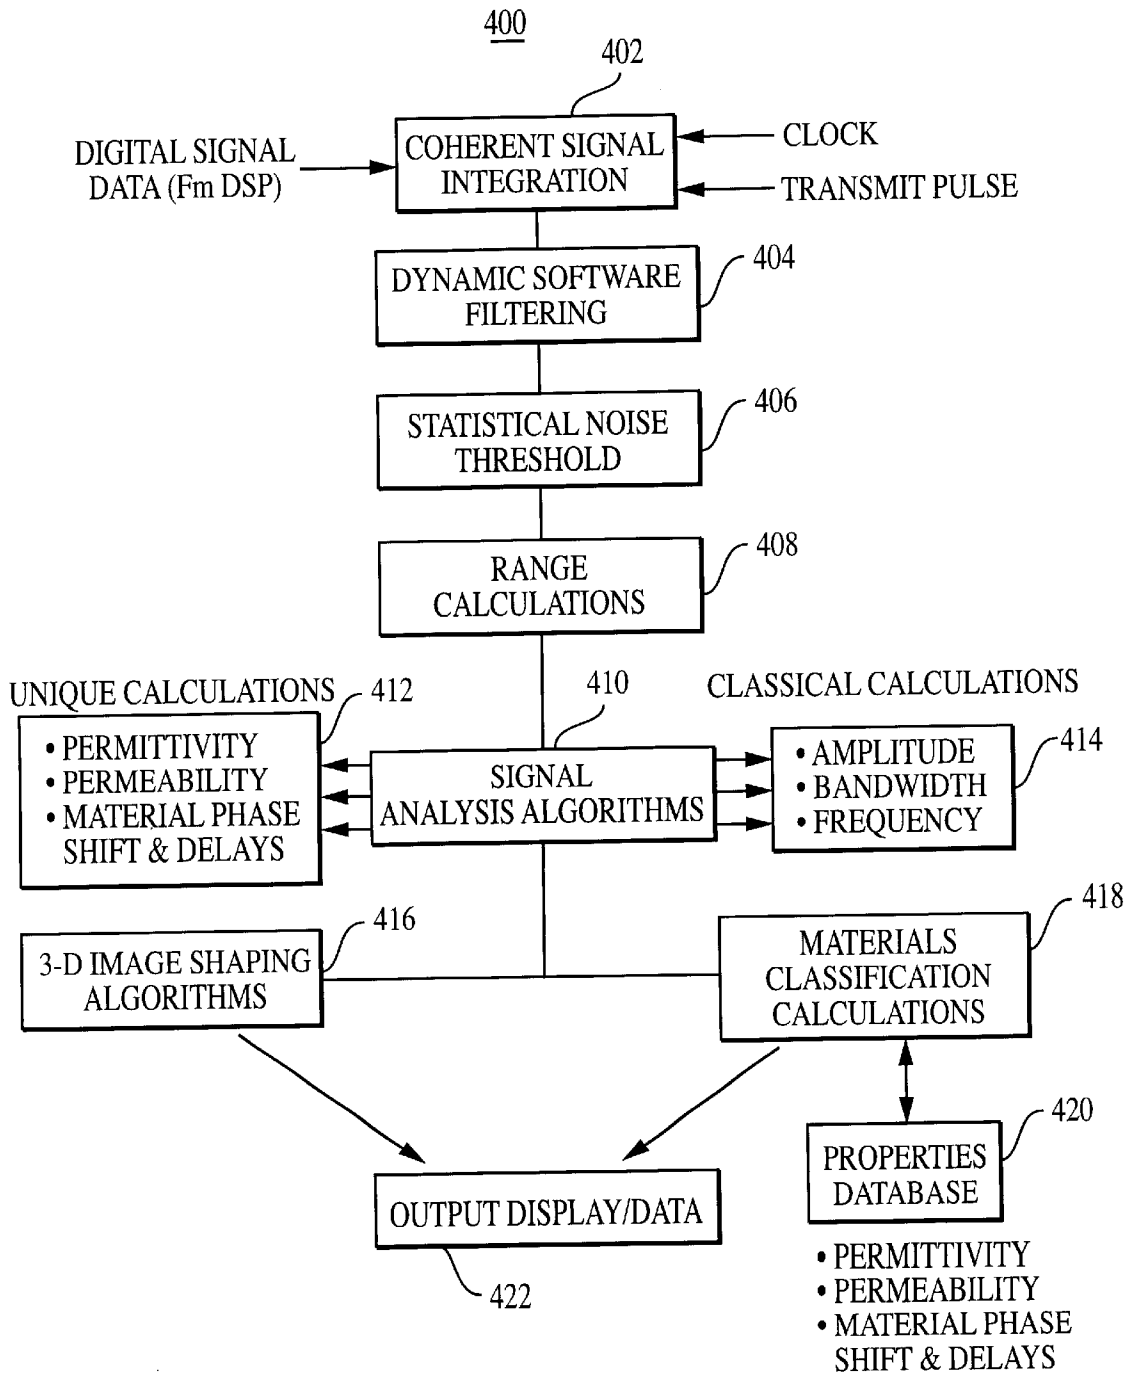 400
402
DIGITAL SIGNAL
DATA (Fm DSP)
COHERENT SIGNAL
INTEGRATION
CLOCK
TRANSMIT PULSE
404
DYNAMIC SOFTWARE
FILTERING
406
STATISTICAL NOISE
THRESHOLD
408
RANGE
CALCULATIONS
UNIQUE CALCULATIONS
412
• PERMITTIVITY
• PERMEABILITY
• MATERIAL PHASE
SHIFT & DELAYS
410
SIGNAL
ANALYSIS ALGORITHMS
CLASSICAL CALCULATIONS
414
• AMPLITUDE
• BANDWIDTH
• FREQUENCY
416
3-D IMAGE SHAPING
ALGORITHMS
418
MATERIALS
CLASSIFICATION
CALCULATIONS
420
PROPERTIES
DATABASE
• PERMITTIVITY
• PERMEABILITY
• MATERIAL PHASE
SHIFT & DELAYS
OUTPUT DISPLAY/DATA
422